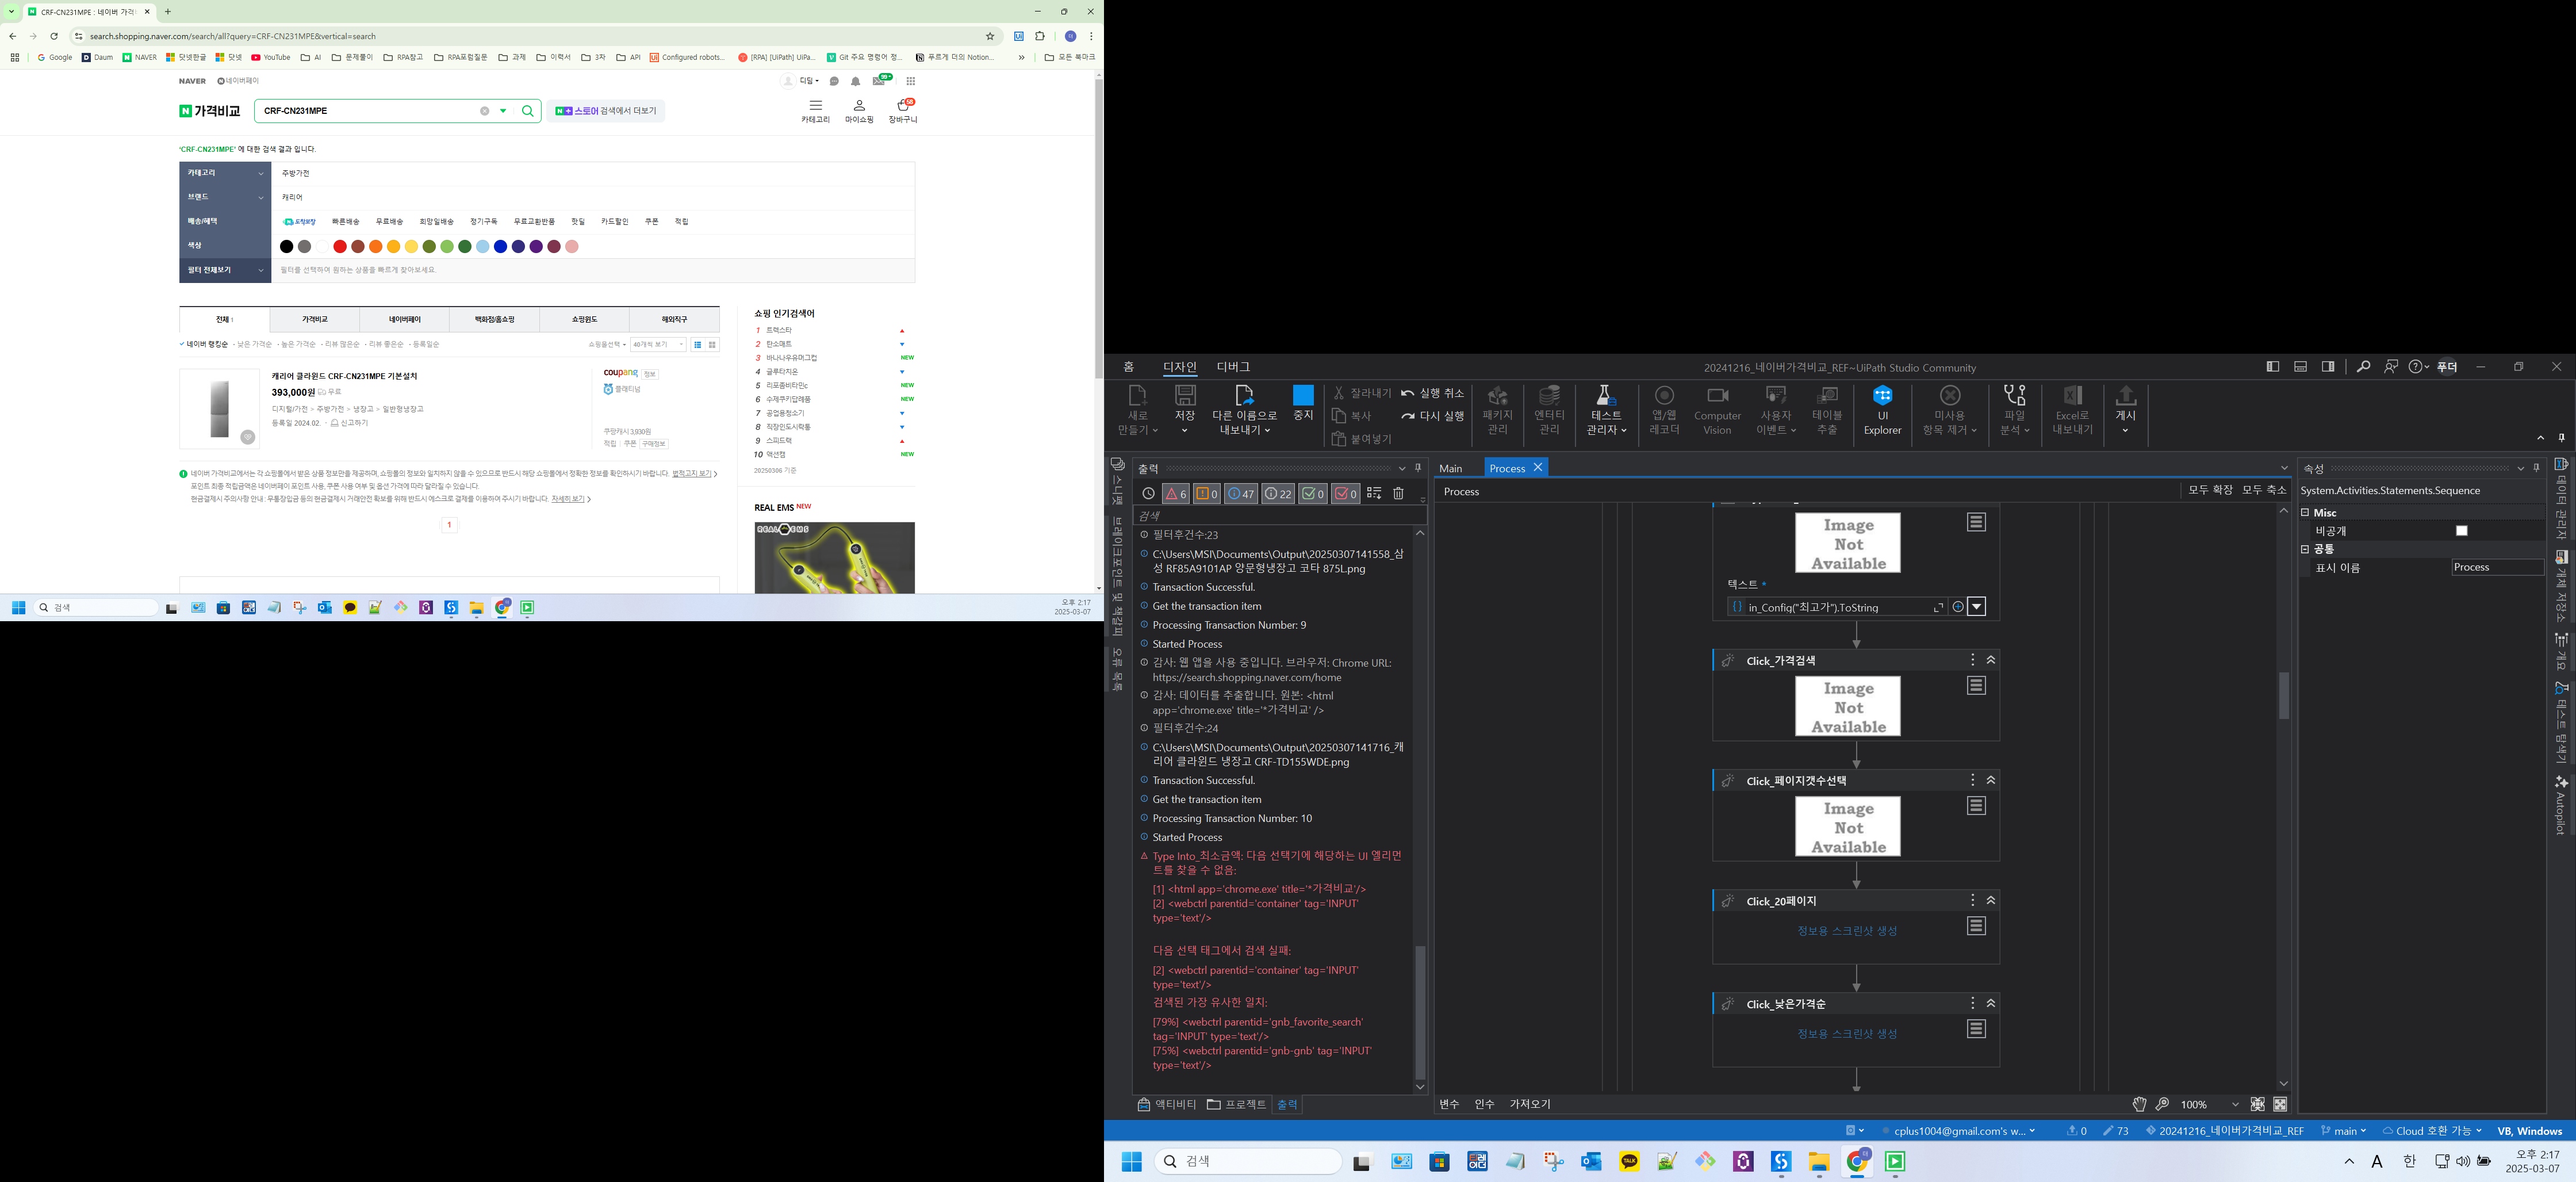 CRF-CN231MPE : 네이버 가격
search.shopping.naver.com/search/all?query=CRF-CN231MPE&vertical=search
Google Daum NAVER 닷넷한글 닷넷 YouTube AI 문제풀이 RPA참고 RPA포럼질문 과제 이력서 3차 API Configured robots... [RPA] [UiPath] UiPa... Git 주요 명령어 정... 푸르게 더의 Notion... » 모든 북마크
NAVER 네이버페이
디덤 99+
N 가격비교 CRF-CN231MPE N+ 스토어 검색에서 더보기
카테고리 마이쇼핑 장바구니
'CRF-CN231MPE' 에 대한 검색 결과 입니다.
카테고리 주방가전
브랜드 캐리어
배송/혜택 도착보장 빠른배송 무료배송 희망일배송 정기구독 무료교환반품 핫딜 카드할인 쿠폰 적립
색상
필터 전체보기 필터를 선택하여 원하는 상품을 빠르게 찾아보세요.
전체 1 가격비교 네이버페이 백화점/홈쇼핑 쇼핑윈도 해외직구
네이버 랭킹순 · 낮은 가격순 · 높은 가격순 · 리뷰 많은순 · 리뷰 좋은순 · 등록일순 쇼핑몰선택 40개씩 보기
캐리어 클라윈드 CRF-CN231MPE 기본설치
393,000원 무료
디지털/가전 > 주방가전 > 냉장고 > 일반형냉장고
등록일 2024.02. · 신고하기
coupang 정보
플래티넘
쿠팡캐시 3,930원
적립 쿠폰 구매정보
네이버 가격비교에서는 각 쇼핑몰에서 받은 상품 정보만을 제공하며, 쇼핑몰의 정보와 일치하지 않을 수 있으므로 반드시 해당 쇼핑몰에서 정확한 정보를 확인하시기 바랍니다. 법적고지 보기
포인트 최종 적립금액은 네이버페이 포인트 사용, 쿠폰 사용 여부 및 옵션 가격에 따라 달라질 수 있습니다.
현금결제시 주의사항 안내 : 무통장입금 등의 현금결제시 거래안전 확보를 위해 반드시 에스크로 결제를 이용하여 주시기 바랍니다. 자세히 보기
1
쇼핑 인기검색어
1 트렉스타
2 탄소매트
3 바나나우유머그컵 NEW
4 글루타치온
5 리포좀비타민c NEW
6 수제쿠키답례품 NEW
7 공업용청소기
8 직장인도시락통
9 스피드랙
10 액션캠 NEW
20250306 기준
REAL EMS NEW
REAL EMS
검색
오후 2:17
2025-03-07
홈 디자인 디버그 20241216_네이버가격비교_REF~UiPath Studio Community 푸더
새로 만들기
저장
다른 이름으로 내보내기
중지
잘라내기
복사
붙여넣기
실행 취소
다시 실행
패키지 관리
엔터티 관리
테스트 관리자
앱/웹 레코더
Computer Vision
사용자 이벤트
테이블 추출
UI Explorer
미사용 항목 제거
파일 분석
Excel로 내보내기
게시
스니펫
브레이크포인트 및 책갈피
오류 목록
출력
6 0 47 22 0 0
검색
필터후건수:23
C:\Users\MSI\Documents\Output\20250307141558_삼
성 RF85A9101AP 양문형냉장고 코타 875L.png
Transaction Successful.
Get the transaction item
Processing Transaction Number: 9
Started Process
감사: 웹 앱을 사용 중입니다. 브라우저: Chrome URL:
https://search.shopping.naver.com/home
감사: 데이터를 추출합니다. 원본: <html
app='chrome.exe' title='*가격비교' />
필터후건수:24
C:\Users\MSI\Documents\Output\20250307141716_캐
리어 클라윈드 냉장고 CRF-TD155WDE.png
Transaction Successful.
Get the transaction item
Processing Transaction Number: 10
Started Process
Type Into_최소금액: 다음 선택기에 해당하는 UI 엘리먼
트를 찾을 수 없음:
[1] <html app='chrome.exe' title='*가격비교'/>
[2] <webctrl parentid='container' tag='INPUT'
type='text'/>
다음 선택 태그에서 검색 실패:
[2] <webctrl parentid='container' tag='INPUT'
type='text'/>
검색된 가장 유사한 일치:
[79%] <webctrl parentid='gnb_favorite_search'
tag='INPUT' type='text'/>
[75%] <webctrl parentid='gnb-gnb' tag='INPUT'
type='text'/>
액티비티 프로젝트 출력
Main Process
Process 모두 확장 모두 축소
Image Not Available
텍스트 *
in_Config("최고가").ToString
Click_가격검색
Image Not Available
Click_페이지갯수선택
Image Not Available
Click_20페이지
정보용 스크린샷 생성
Click_낮은가격순
정보용 스크린샷 생성
변수 인수 가져오기 100%
속성
System.Activities.Statements.Sequence
Misc
비공개
공통
표시 이름 Process
데이터 관리자
개체 저장소
개요
테스트 탐색기
Autopilot
cplus1004@gmail.com's w... 0 73 20241216_네이버가격비교_REF main Cloud 호환 가능 VB, Windows
검색
A 한 오후 2:17
2025-03-07